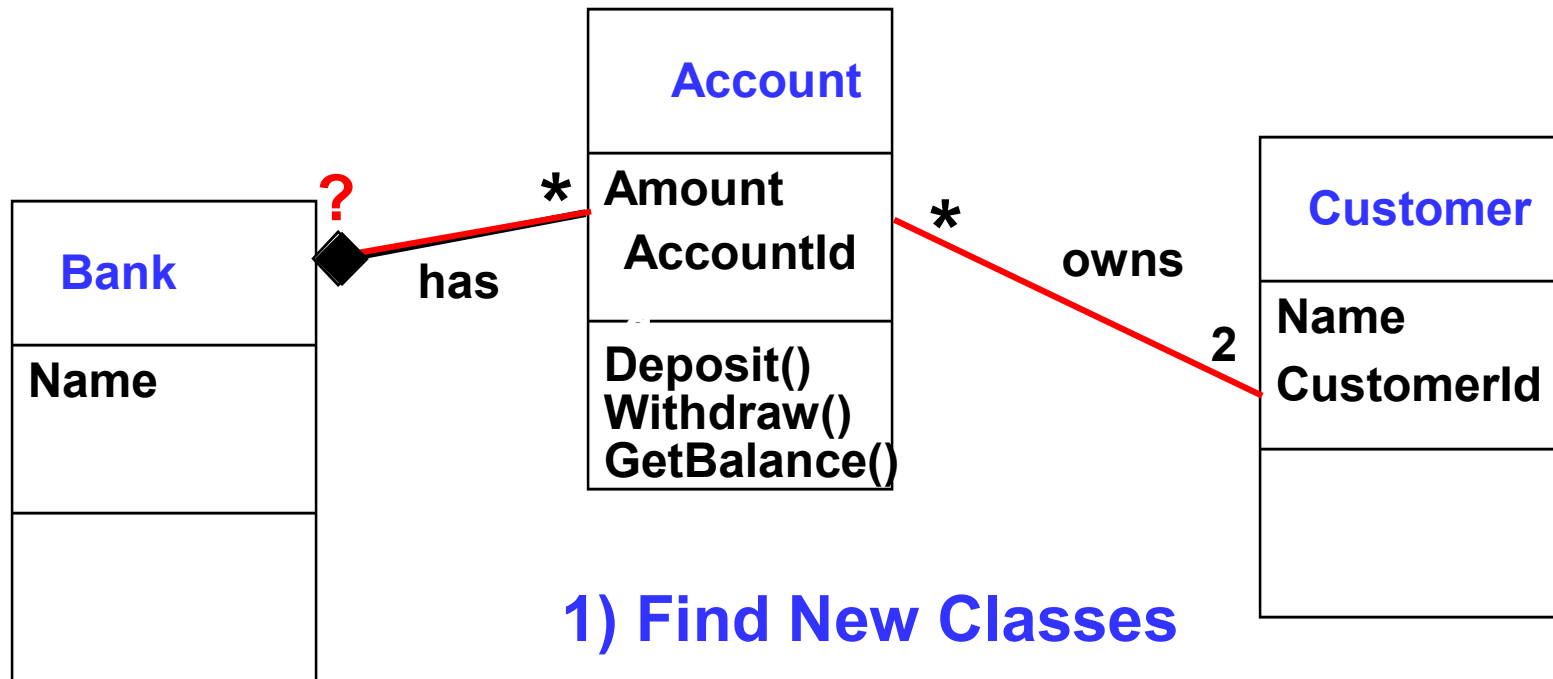 Bank
Name
?
*
has
Account
Amount
AccountId
Deposit()
Withdraw()
GetBalance()
*
owns
2
Customer
Name
CustomerId
1) Find New Classes